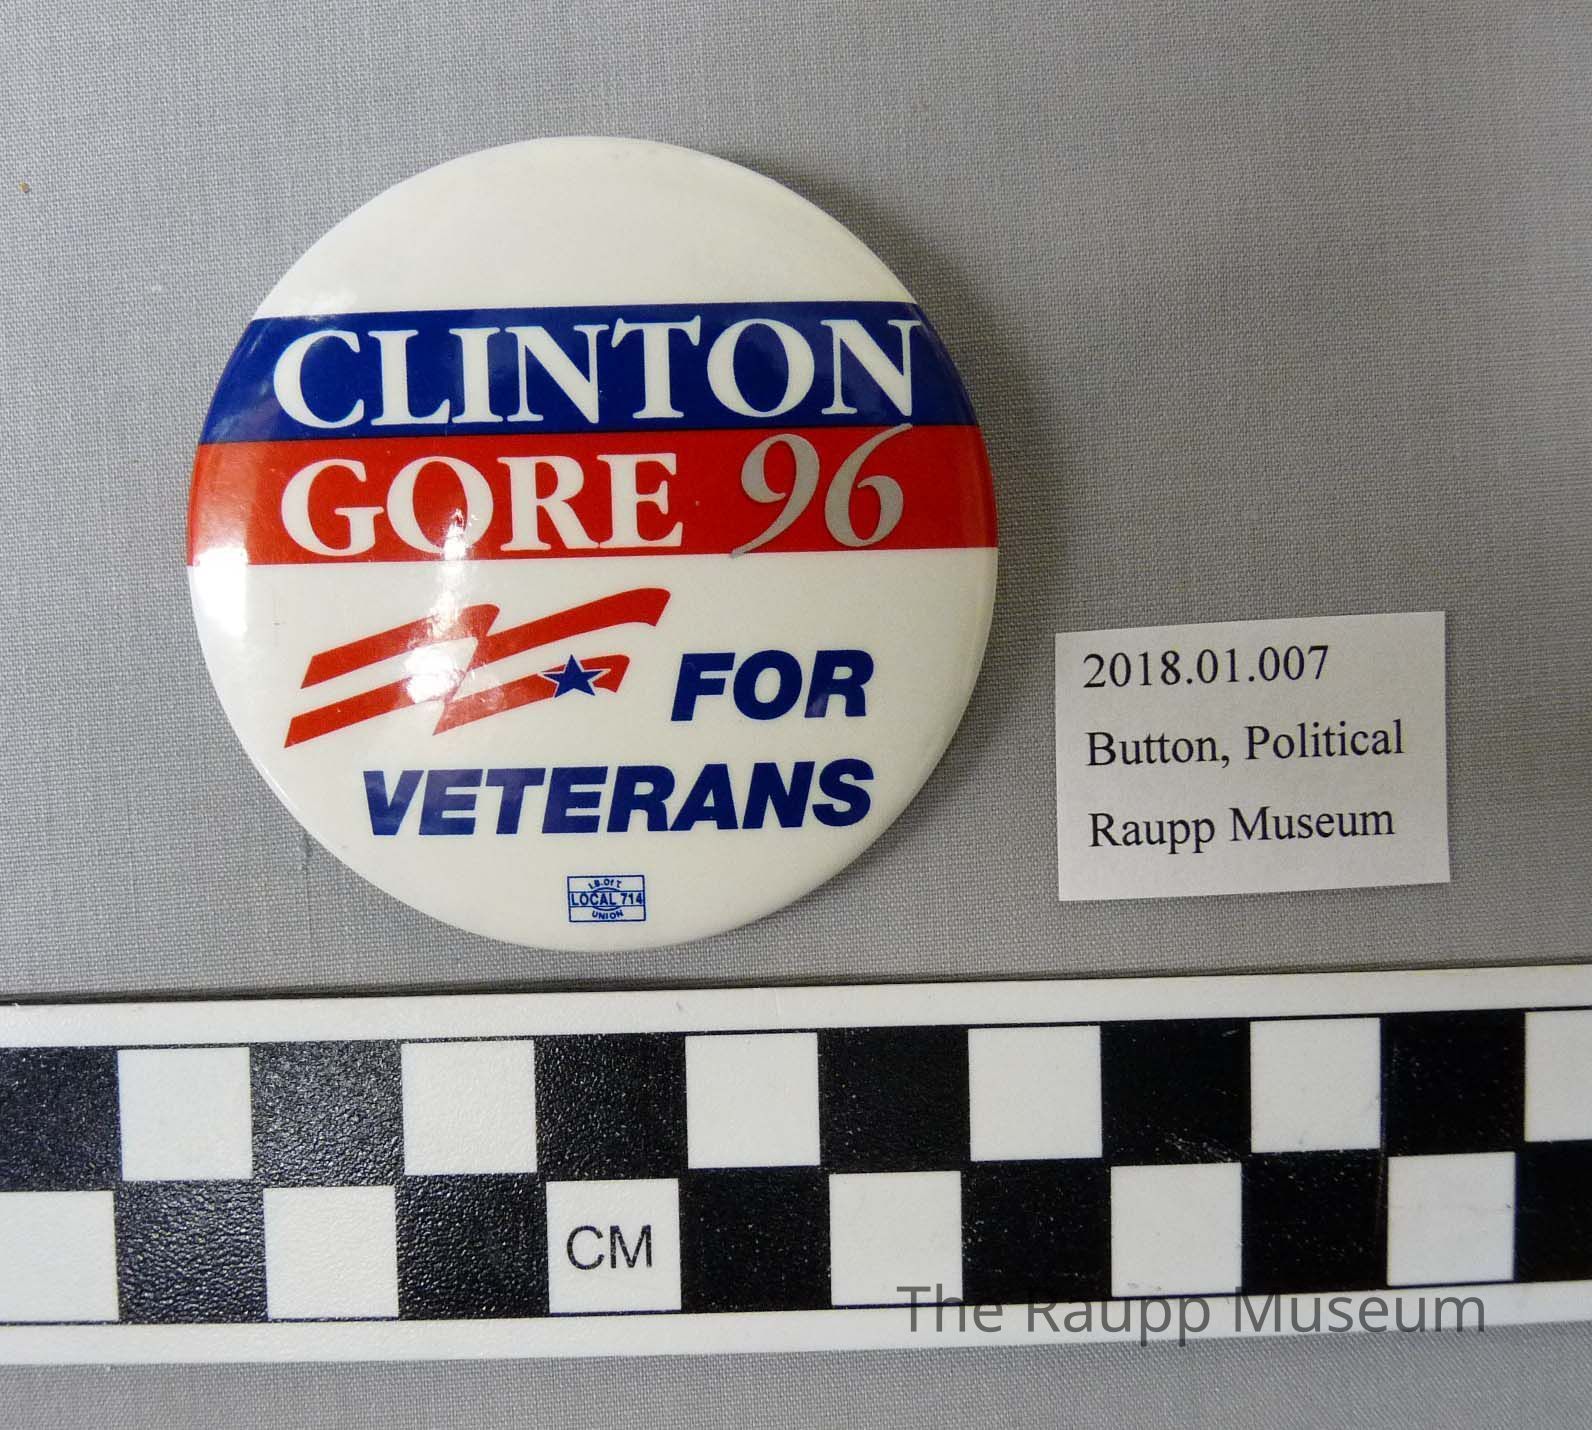 CLINTON
GORE 96
FOR
VETERANS
I.B. OF T.
LOCAL 714
UNION
2018.01.007
Button, Political
Raupp Museum
CM
The Raupp Museum